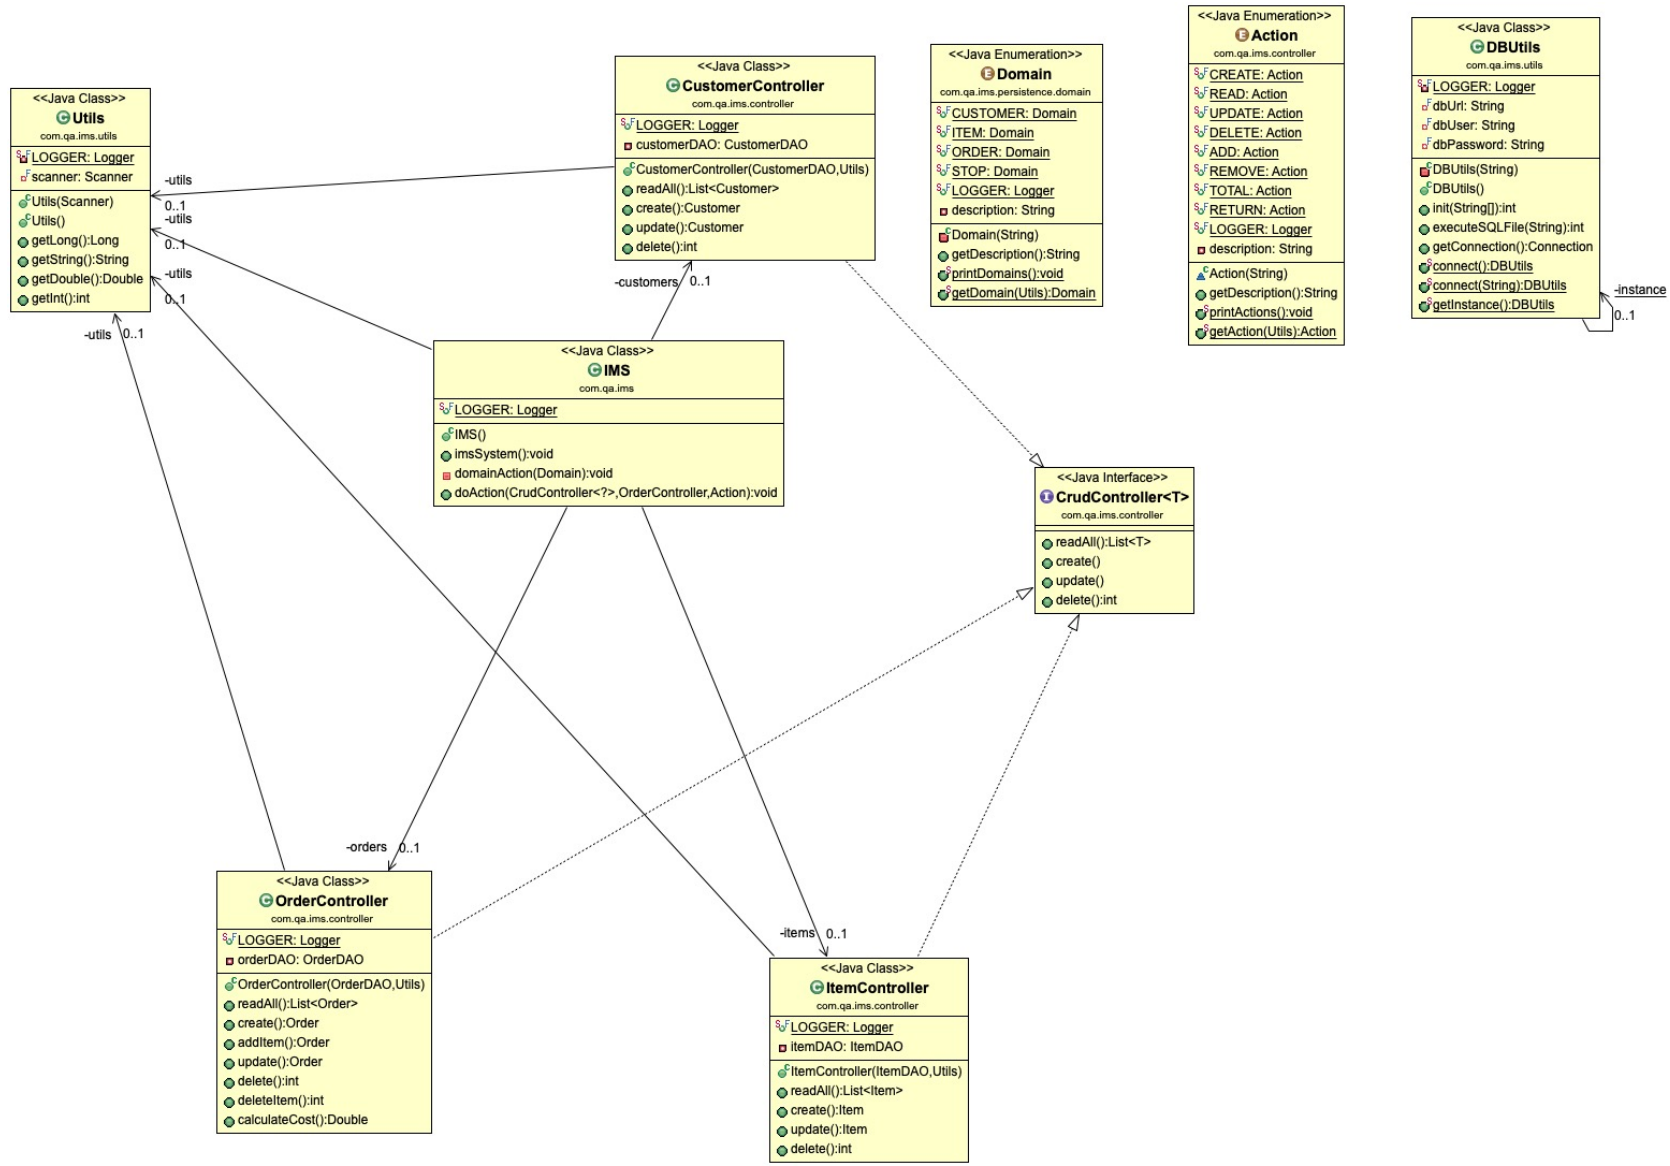 <<Java Class>>
Utils
com.qa.ims.utils
LOGGER: Logger
scanner: Scanner
Utils(Scanner)
Utils()
getLong():Long
getString():String
getDouble():Double
getInt():int
-utils
0..1
-utils
0..1
-utils
0..1
-utils 0..1
<<Java Class>>
CustomerController
com.qa.ims.controller
LOGGER: Logger
customerDAO: CustomerDAO
CustomerController(CustomerDAO,Utils)
readAll():List<Customer>
create():Customer
update():Customer
delete():int
-customers 0..1
<<Java Enumeration>>
Domain
com.qa.ims.persistence.domain
CUSTOMER: Domain
ITEM: Domain
ORDER: Domain
STOP: Domain
LOGGER: Logger
description: String
Domain(String)
getDescription():String
printDomains():void
getDomain(Utils):Domain
<<Java Enumeration>>
Action
com.qa.ims.controller
CREATE: Action
READ: Action
UPDATE: Action
DELETE: Action
ADD: Action
REMOVE: Action
TOTAL: Action
RETURN: Action
LOGGER: Logger
description: String
Action(String)
getDescription():String
printActions():void
getAction(Utils):Action
<<Java Class>>
DBUtils
com.qa.ims.utils
LOGGER: Logger
dbUrl: String
dbUser: String
dbPassword: String
DBUtils(String)
DBUtils()
init(String[]):int
executeSQLFile(String):int
getConnection():Connection
connect():DBUtils
connect(String):DBUtils
getInstance():DBUtils
-instance
0..1
<<Java Class>>
IMS
com.qa.ims
LOGGER: Logger
IMS()
imsSystem():void
domainAction(Domain):void
doAction(CrudController<?>,OrderController,Action):void
<<Java Interface>>
CrudController<T>
com.qa.ims.controller
readAll():List<T>
create()
update()
delete():int
-orders 0..1
<<Java Class>>
OrderController
com.qa.ims.controller
LOGGER: Logger
orderDAO: OrderDAO
OrderController(OrderDAO,Utils)
readAll():List<Order>
create():Order
addItem():Order
update():Order
delete():int
deleteItem():int
calculateCost():Double
-items 0..1
<<Java Class>>
ItemController
com.qa.ims.controller
LOGGER: Logger
itemDAO: ItemDAO
ItemController(ItemDAO,Utils)
readAll():List<Item>
create():Item
update():Item
delete():int